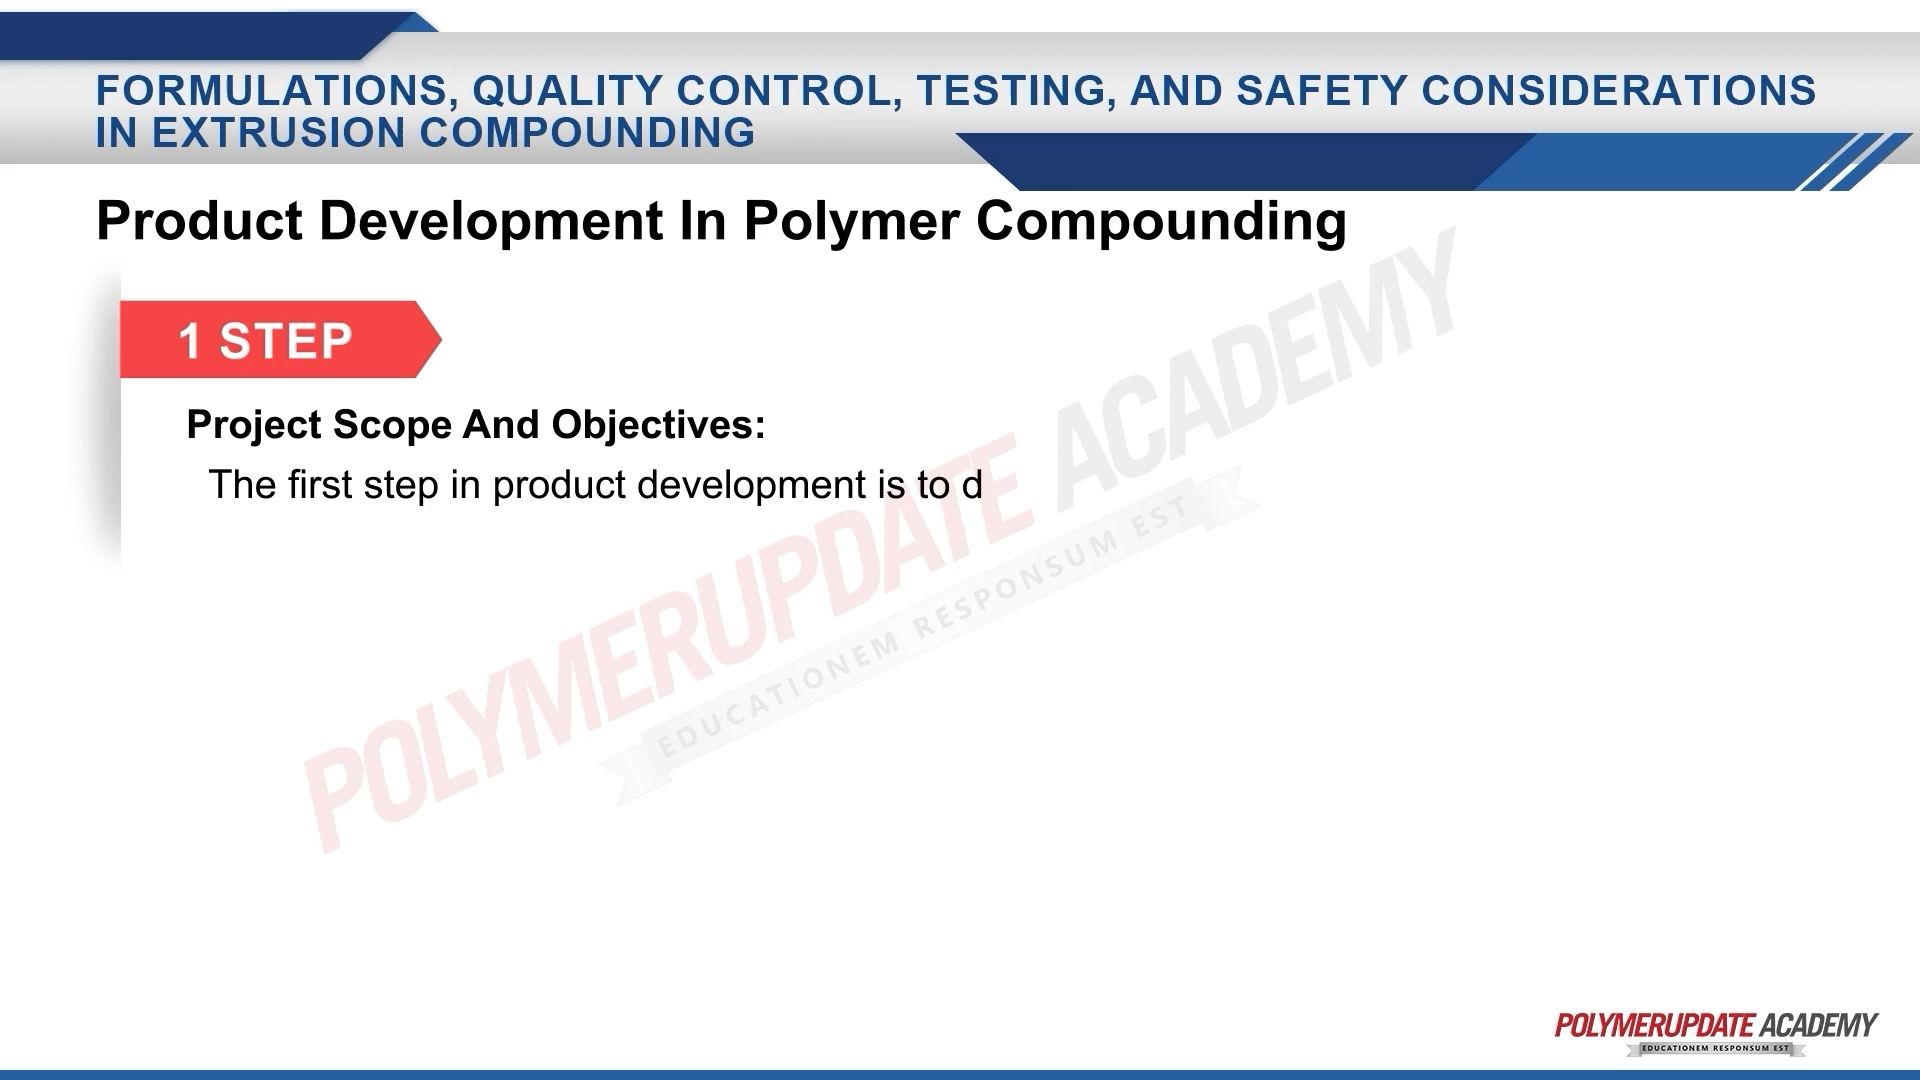 FORMULATIONS, QUALITY CONTROL, TESTING, AND SAFETY CONSIDERATIONS
IN EXTRUSION COMPOUNDING
Product Development In Polymer Compounding
1 STEP
Project Scope And Objectives:
The first step in product development is to d
POLYMERUPDATE ACADEMY
EDUCATIONEM RESPONSUM EST
POLYMERUPDATE ACADEMY
EDUCATIONEM RESPONSUM EST